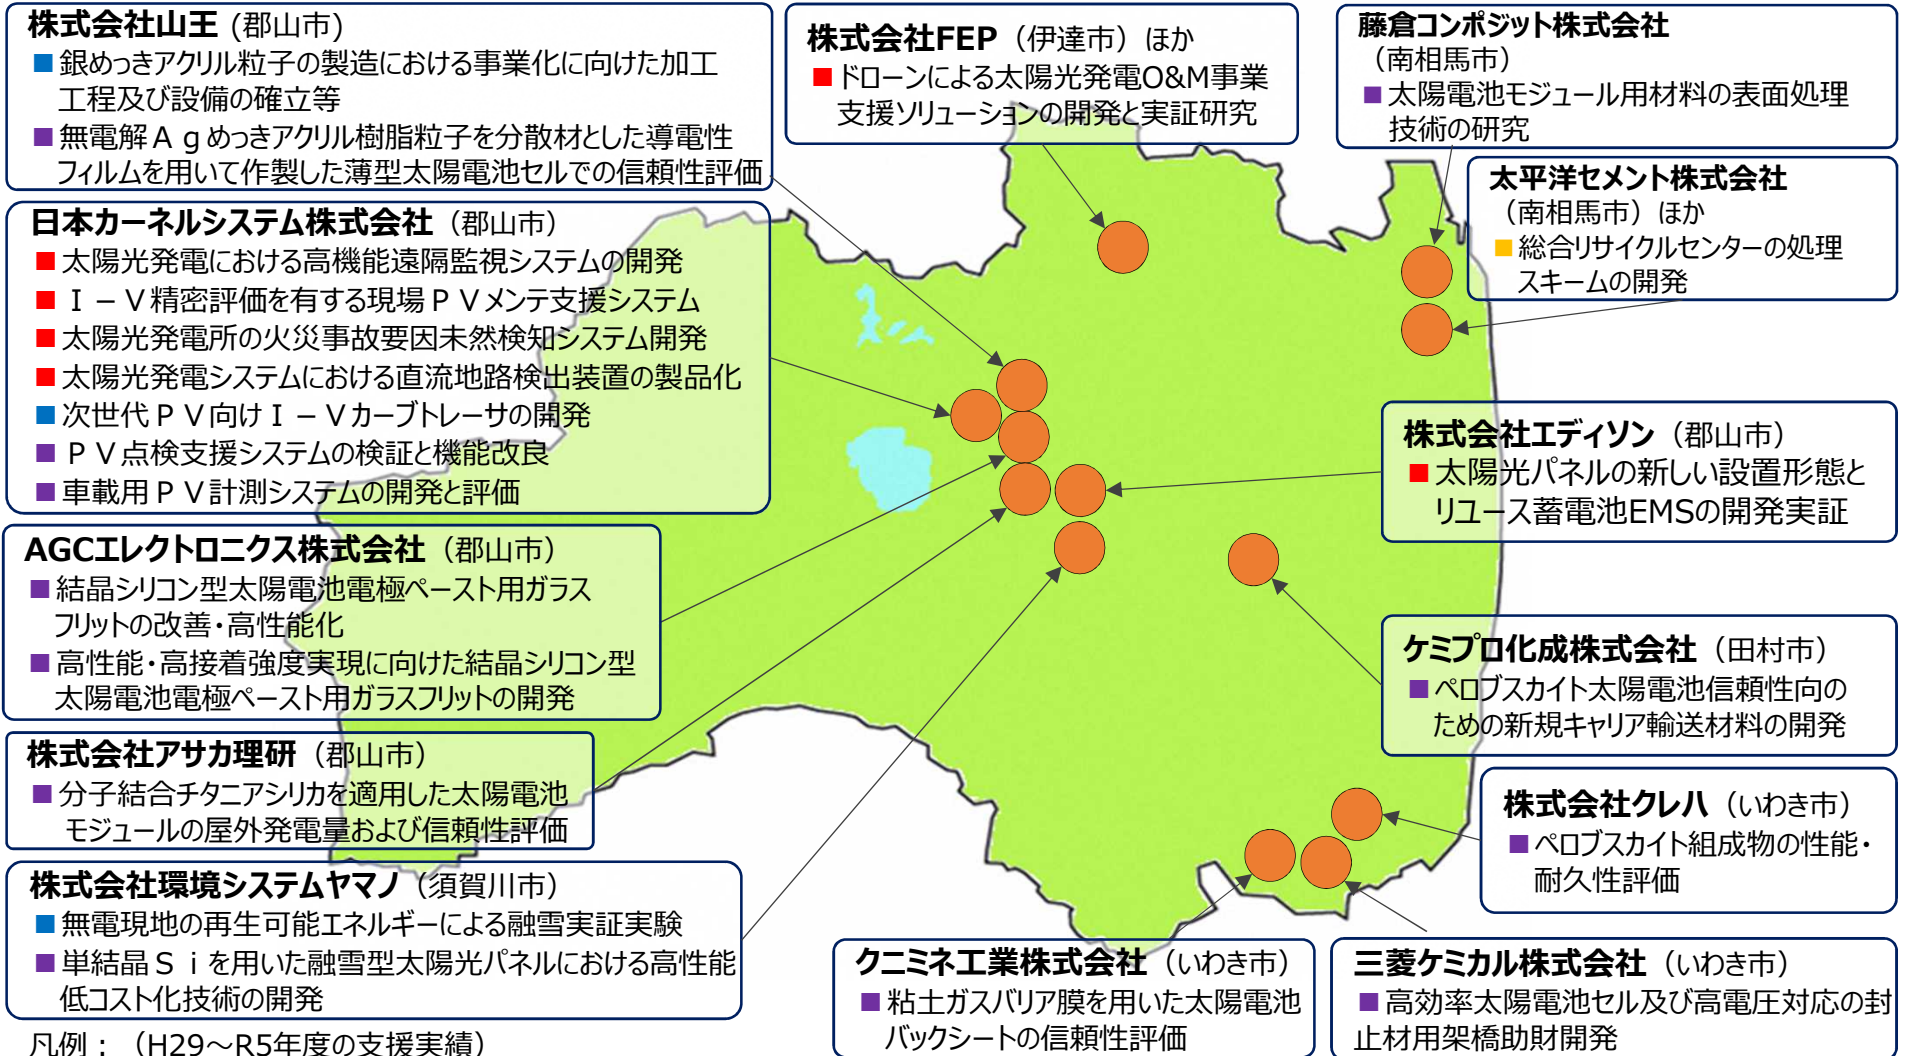 株式会社山王 (郡山市)
■ 銀めっきアクリル粒子の製造における事業化に向けた加工
工程及び設備の確立等
■ 無電解Ａｇめっきアクリル樹脂粒子を分散材とした導電性
フィルムを用いて作製した薄型太陽電池セルでの信頼性評価
日本カーネルシステム株式会社（郡山市）
■ 太陽光発電における高機能遠隔監視システムの開発
■ Ｉ－Ｖ精密評価を有する現場ＰＶメンテ支援システム
■ 太陽光発電所の火災事故要因未然検知システム開発
■ 太陽光発電システムにおける直流地路検出装置の製品化
■ 次世代ＰＶ向けＩ－Ｖカーブトレーサの開発
■ ＰＶ点検支援システムの検証と機能改良
■ 車載用ＰＶ計測システムの開発と評価
AGCエレクトロニクス株式会社（郡山市）
■ 結晶シリコン型太陽電池電極ペースト用ガラス
フリットの改善・高性能化
■ 高性能・高接着強度実現に向けた結晶シリコン型
太陽電池電極ペースト用ガラスフリットの開発
株式会社アサカ理研（郡山市）
■ 分子結合チタニアシリカを適用した太陽電池
モジュールの屋外発電量および信頼性評価
株式会社環境システムヤマノ（須賀川市）
■ 無電現地の再生可能エネルギーによる融雪実証実験
■ 単結晶Ｓｉを用いた融雪型太陽光パネルにおける高性能
低コスト化技術の開発
凡例：（H29～R5年度の支援実績）
株式会社FEP（伊達市）ほか
■ ドローンによる太陽光発電O&M事業
支援ソリューションの開発と実証研究
藤倉コンポジット株式会社
（南相馬市）
■ 太陽電池モジュール用材料の表面処理
技術の研究
太平洋セメント株式会社
（南相馬市）ほか
■ 総合リサイクルセンターの処理
スキームの開発
株式会社エディソン（郡山市）
■ 太陽光パネルの新しい設置形態と
リユース蓄電池EMSの開発実証
ケミプロ化成株式会社（田村市）
■ ペロブスカイト太陽電池信頼性向の
ための新規キャリア輸送材料の開発
株式会社クレハ（いわき市）
■ ペロブスカイト組成物の性能・
耐久性評価
クニミネ工業株式会社（いわき市）
■ 粘土ガスバリア膜を用いた太陽電池
バックシートの信頼性評価
三菱ケミカル株式会社（いわき市）
■ 高効率太陽電池セル及び高電圧対応の封
止材用架橋助財開発